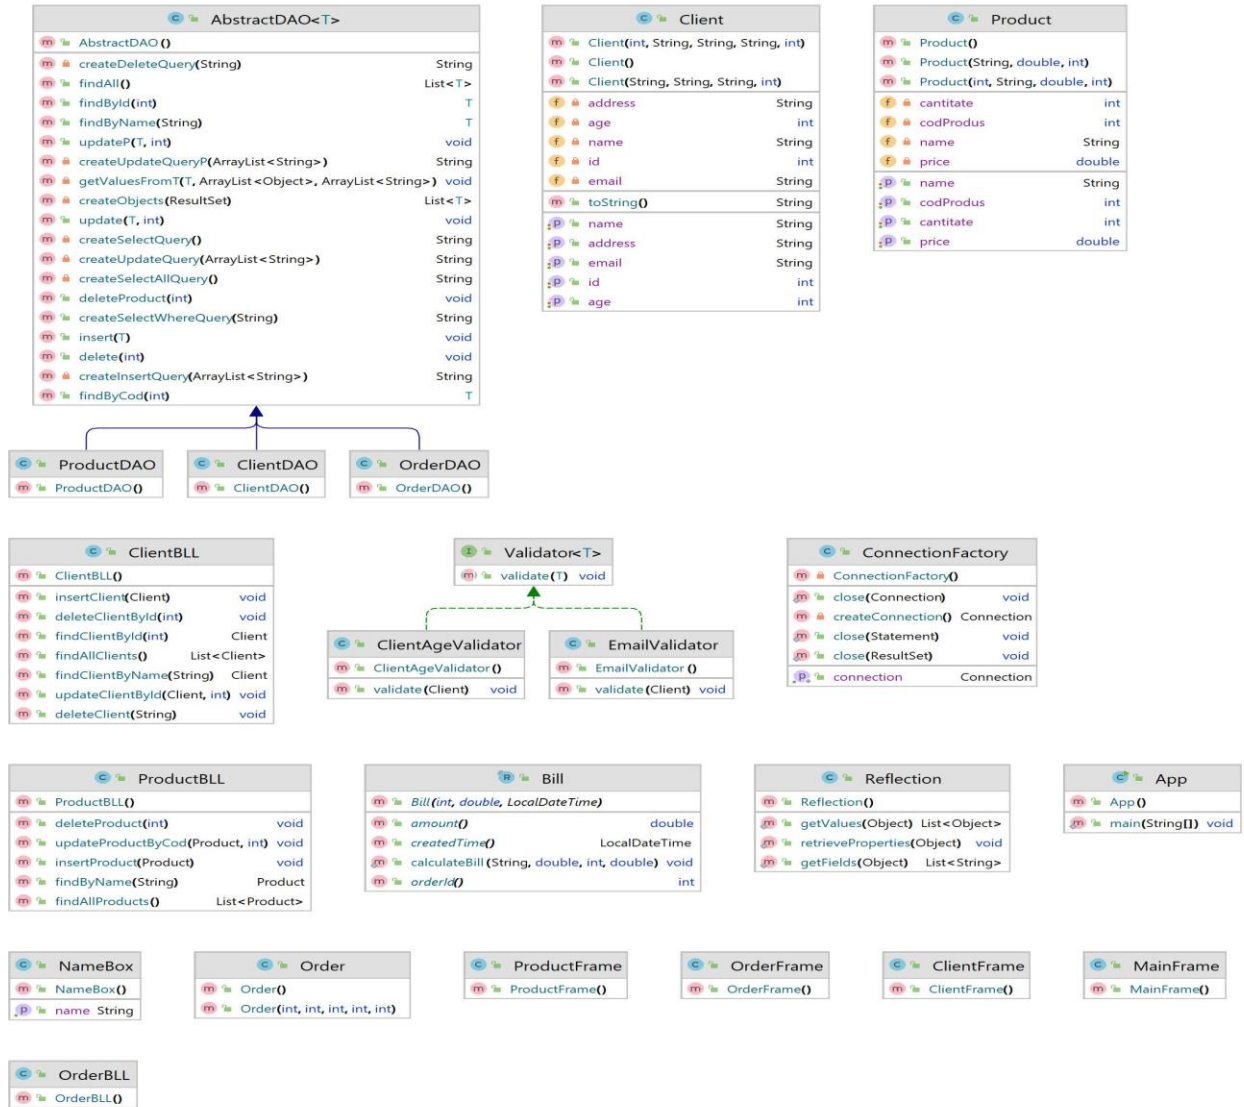 AbstractDAO<T>
AbstractDAO()
createDeleteQuery(String) String
findAll() List<T>
findById(int) T
findByName(String) T
updateP(T, int) void
createUpdateQueryP(ArrayList<String>) String
getValuesFromT(T, ArrayList<Object>, ArrayList<String>) void
createObjects(ResultSet) List<T>
update(T, int) void
createSelectQuery() String
createUpdateQuery(ArrayList<String>) String
createSelectAllQuery() String
deleteProduct(int) void
createSelectWhereQuery(String) String
insert(T) void
delete(int) void
createInsertQuery(ArrayList<String>) String
findByCod(int) T
Client
Client(int, String, String, String, int)
Client()
Client(String, String, String, int)
address String
age int
name String
id int
email String
toString() String
name String
address String
email String
id int
age int
Product
Product()
Product(String, double, int)
Product(int, String, double, int)
cantitate int
codProdus int
name String
price double
name String
codProdus int
cantitate int
price double
ProductDAO
ProductDAO()
ClientDAO
ClientDAO()
OrderDAO
OrderDAO()
ClientBLL
ClientBLL()
insertClient(Client) void
deleteClientById(int) void
findClientById(int) Client
findAllClients() List<Client>
findClientByName(String) Client
updateClientById(Client, int) void
deleteClient(String) void
Validator<T>
validate(T) void
ClientAgeValidator
ClientAgeValidator()
validate(Client) void
EmailValidator
EmailValidator()
validate(Client) void
ConnectionFactory
ConnectionFactory()
close(Connection) void
createConnection() Connection
close(Statement) void
close(ResultSet) void
connection Connection
ProductBLL
ProductBLL()
deleteProduct(int) void
updateProductByCod(Product, int) void
insertProduct(Product) void
findByName(String) Product
findAllProducts() List<Product>
Bill
Bill(int, double, LocalDateTime)
amount() double
createdTime() LocalDateTime
calculateBill(String, double, int, double) void
orderId() int
Reflection
Reflection()
getValues(Object) List<Object>
retrieveProperties(Object) void
getFields(Object) List<String>
App
App()
main(String[]) void
NameBox
NameBox()
name String
Order
Order()
Order(int, int, int, int, int)
ProductFrame
ProductFrame()
OrderFrame
OrderFrame()
ClientFrame
ClientFrame()
MainFrame
MainFrame()
OrderBLL
OrderBLL()